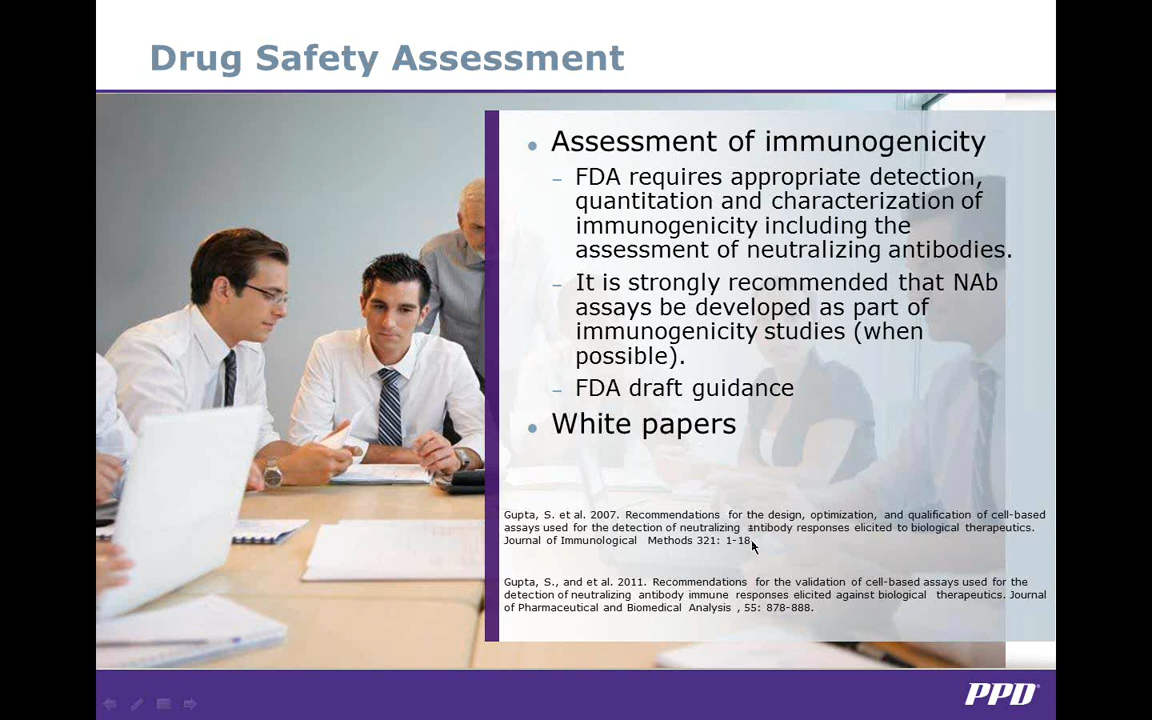 Drug Safety Assessment
• Assessment of immunogenicity
– FDA requires appropriate detection,
quantitation and characterization of
immunogenicity including the
assessment of neutralizing antibodies.
– It is strongly recommended that NAb
assays be developed as part of
immunogenicity studies (when
possible).
– FDA draft guidance
• White papers
Gupta, S. et al. 2007. Recommendations for the design, optimization, and qualification of cell-based
assays used for the detection of neutralizing antibody responses elicited to biological therapeutics.
Journal of Immunological Methods 321: 1-18.
Gupta, S., and et al. 2011. Recommendations for the validation of cell-based assays used for the
detection of neutralizing antibody immune responses elicited against biological therapeutics. Journal
of Pharmaceutical and Biomedical Analysis , 55: 878-888.
PPD®